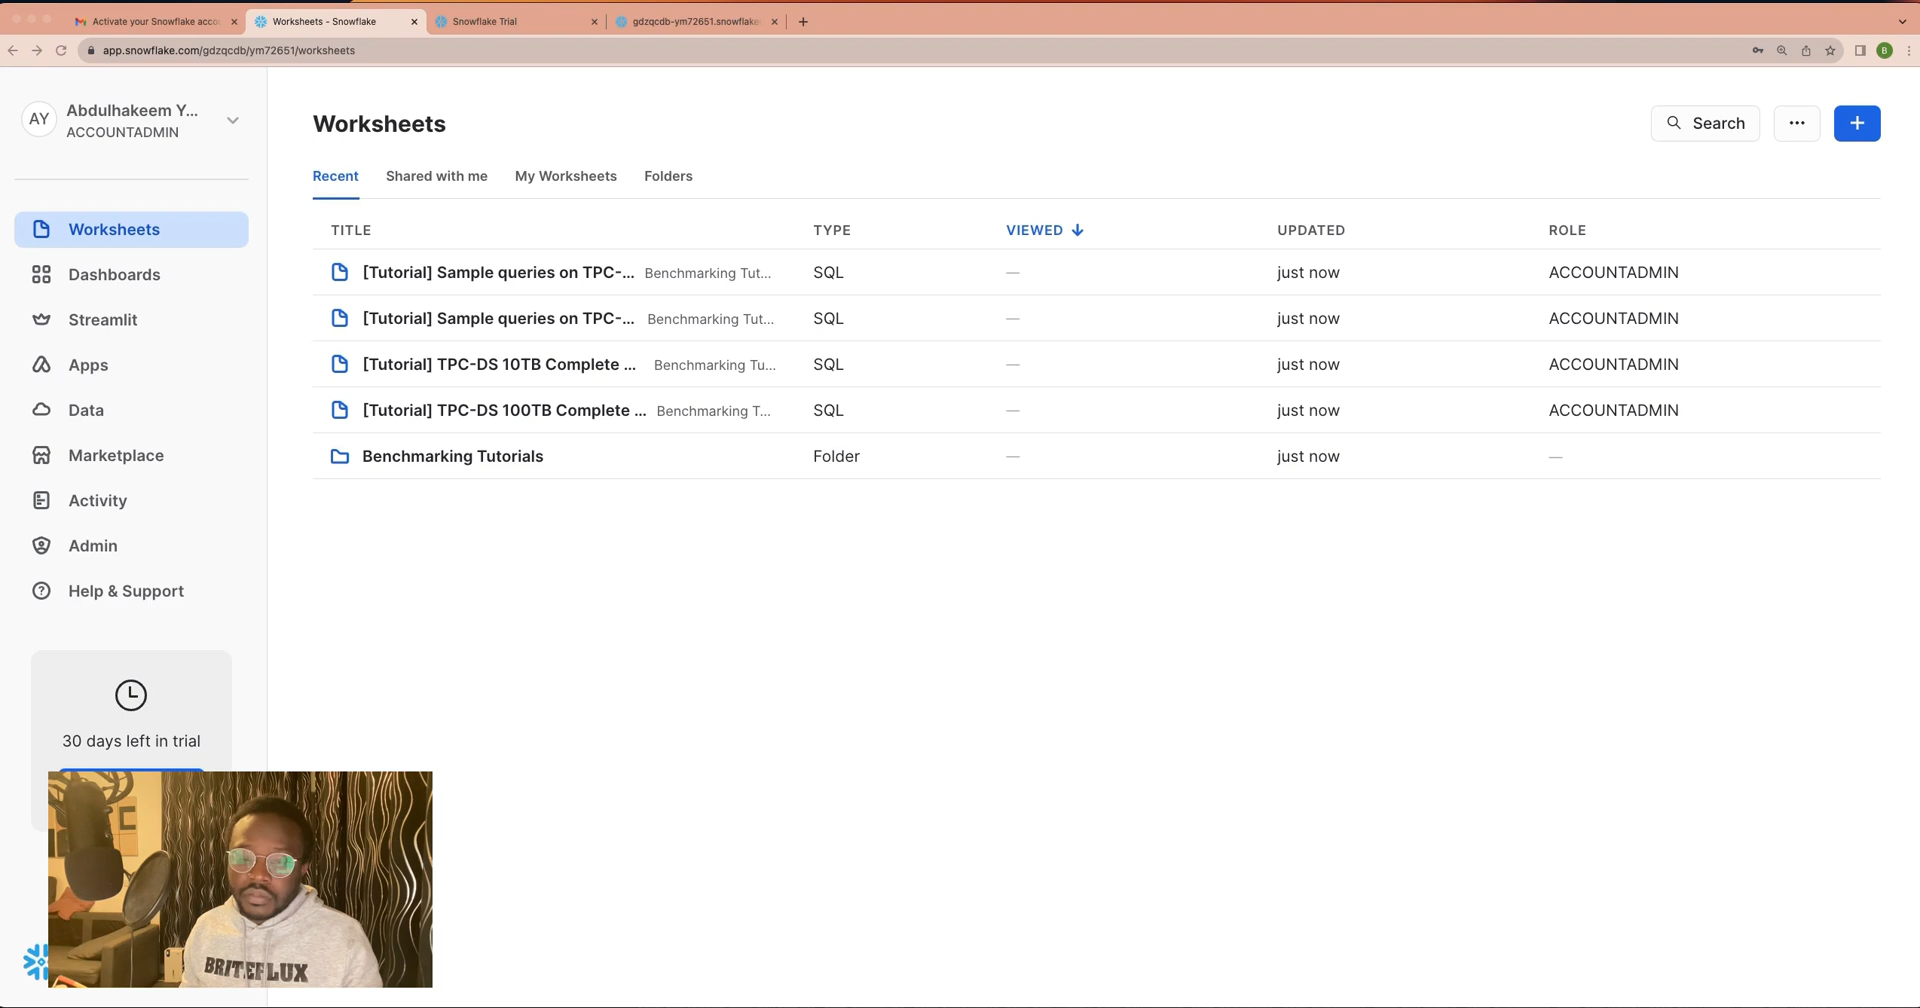 Activate your Snowflake acco
Worksheets - Snowflake
Snowflake Trial
gdzqcdb-ym72651.snowflake
app.snowflake.com/gdzqcdb/ym72651/worksheets
B
AY
Abdulhakeem Y...
ACCOUNTADMIN
Worksheets
Dashboards
Streamlit
Apps
Data
Marketplace
Activity
Admin
Help & Support
30 days left in trial
Worksheets
Search
Recent Shared with me My Worksheets Folders
TITLE TYPE VIEWED UPDATED ROLE
[Tutorial] Sample queries on TPC-... Benchmarking Tut... SQL — just now ACCOUNTADMIN
[Tutorial] Sample queries on TPC-... Benchmarking Tut... SQL — just now ACCOUNTADMIN
[Tutorial] TPC-DS 10TB Complete ... Benchmarking Tu... SQL — just now ACCOUNTADMIN
[Tutorial] TPC-DS 100TB Complete ... Benchmarking T... SQL — just now ACCOUNTADMIN
Benchmarking Tutorials Folder — just now —
BRITEFLUX